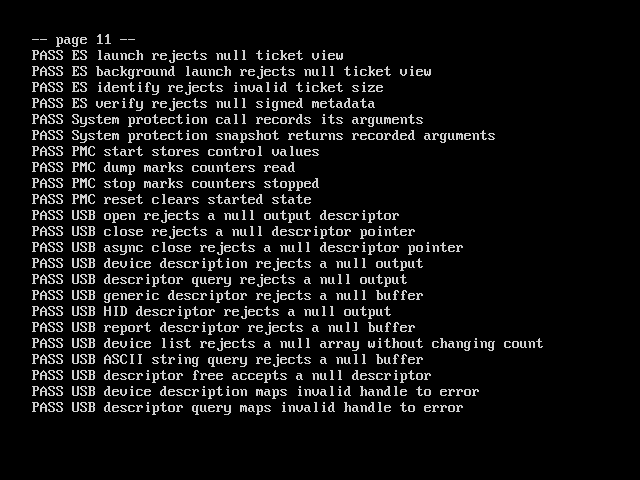 -- page 11 --
PASS ES launch rejects null ticket view
PASS ES background launch rejects null ticket view
PASS ES identify rejects invalid ticket size
PASS ES verify rejects null signed metadata
PASS System protection call records its arguments
PASS System protection snapshot returns recorded arguments
PASS PMC start stores control values
PASS PMC dump marks counters read
PASS PMC stop marks counters stopped
PASS PMC reset clears started state
PASS USB open rejects a null output descriptor
PASS USB close rejects a null descriptor pointer
PASS USB async close rejects a null descriptor pointer
PASS USB device description rejects a null output
PASS USB descriptor query rejects a null output
PASS USB generic descriptor rejects a null buffer
PASS USB HID descriptor rejects a null output
PASS USB report descriptor rejects a null buffer
PASS USB device list rejects a null array without changing count
PASS USB ASCII string query rejects a null buffer
PASS USB descriptor free accepts a null descriptor
PASS USB device description maps invalid handle to error
PASS USB descriptor query maps invalid handle to error